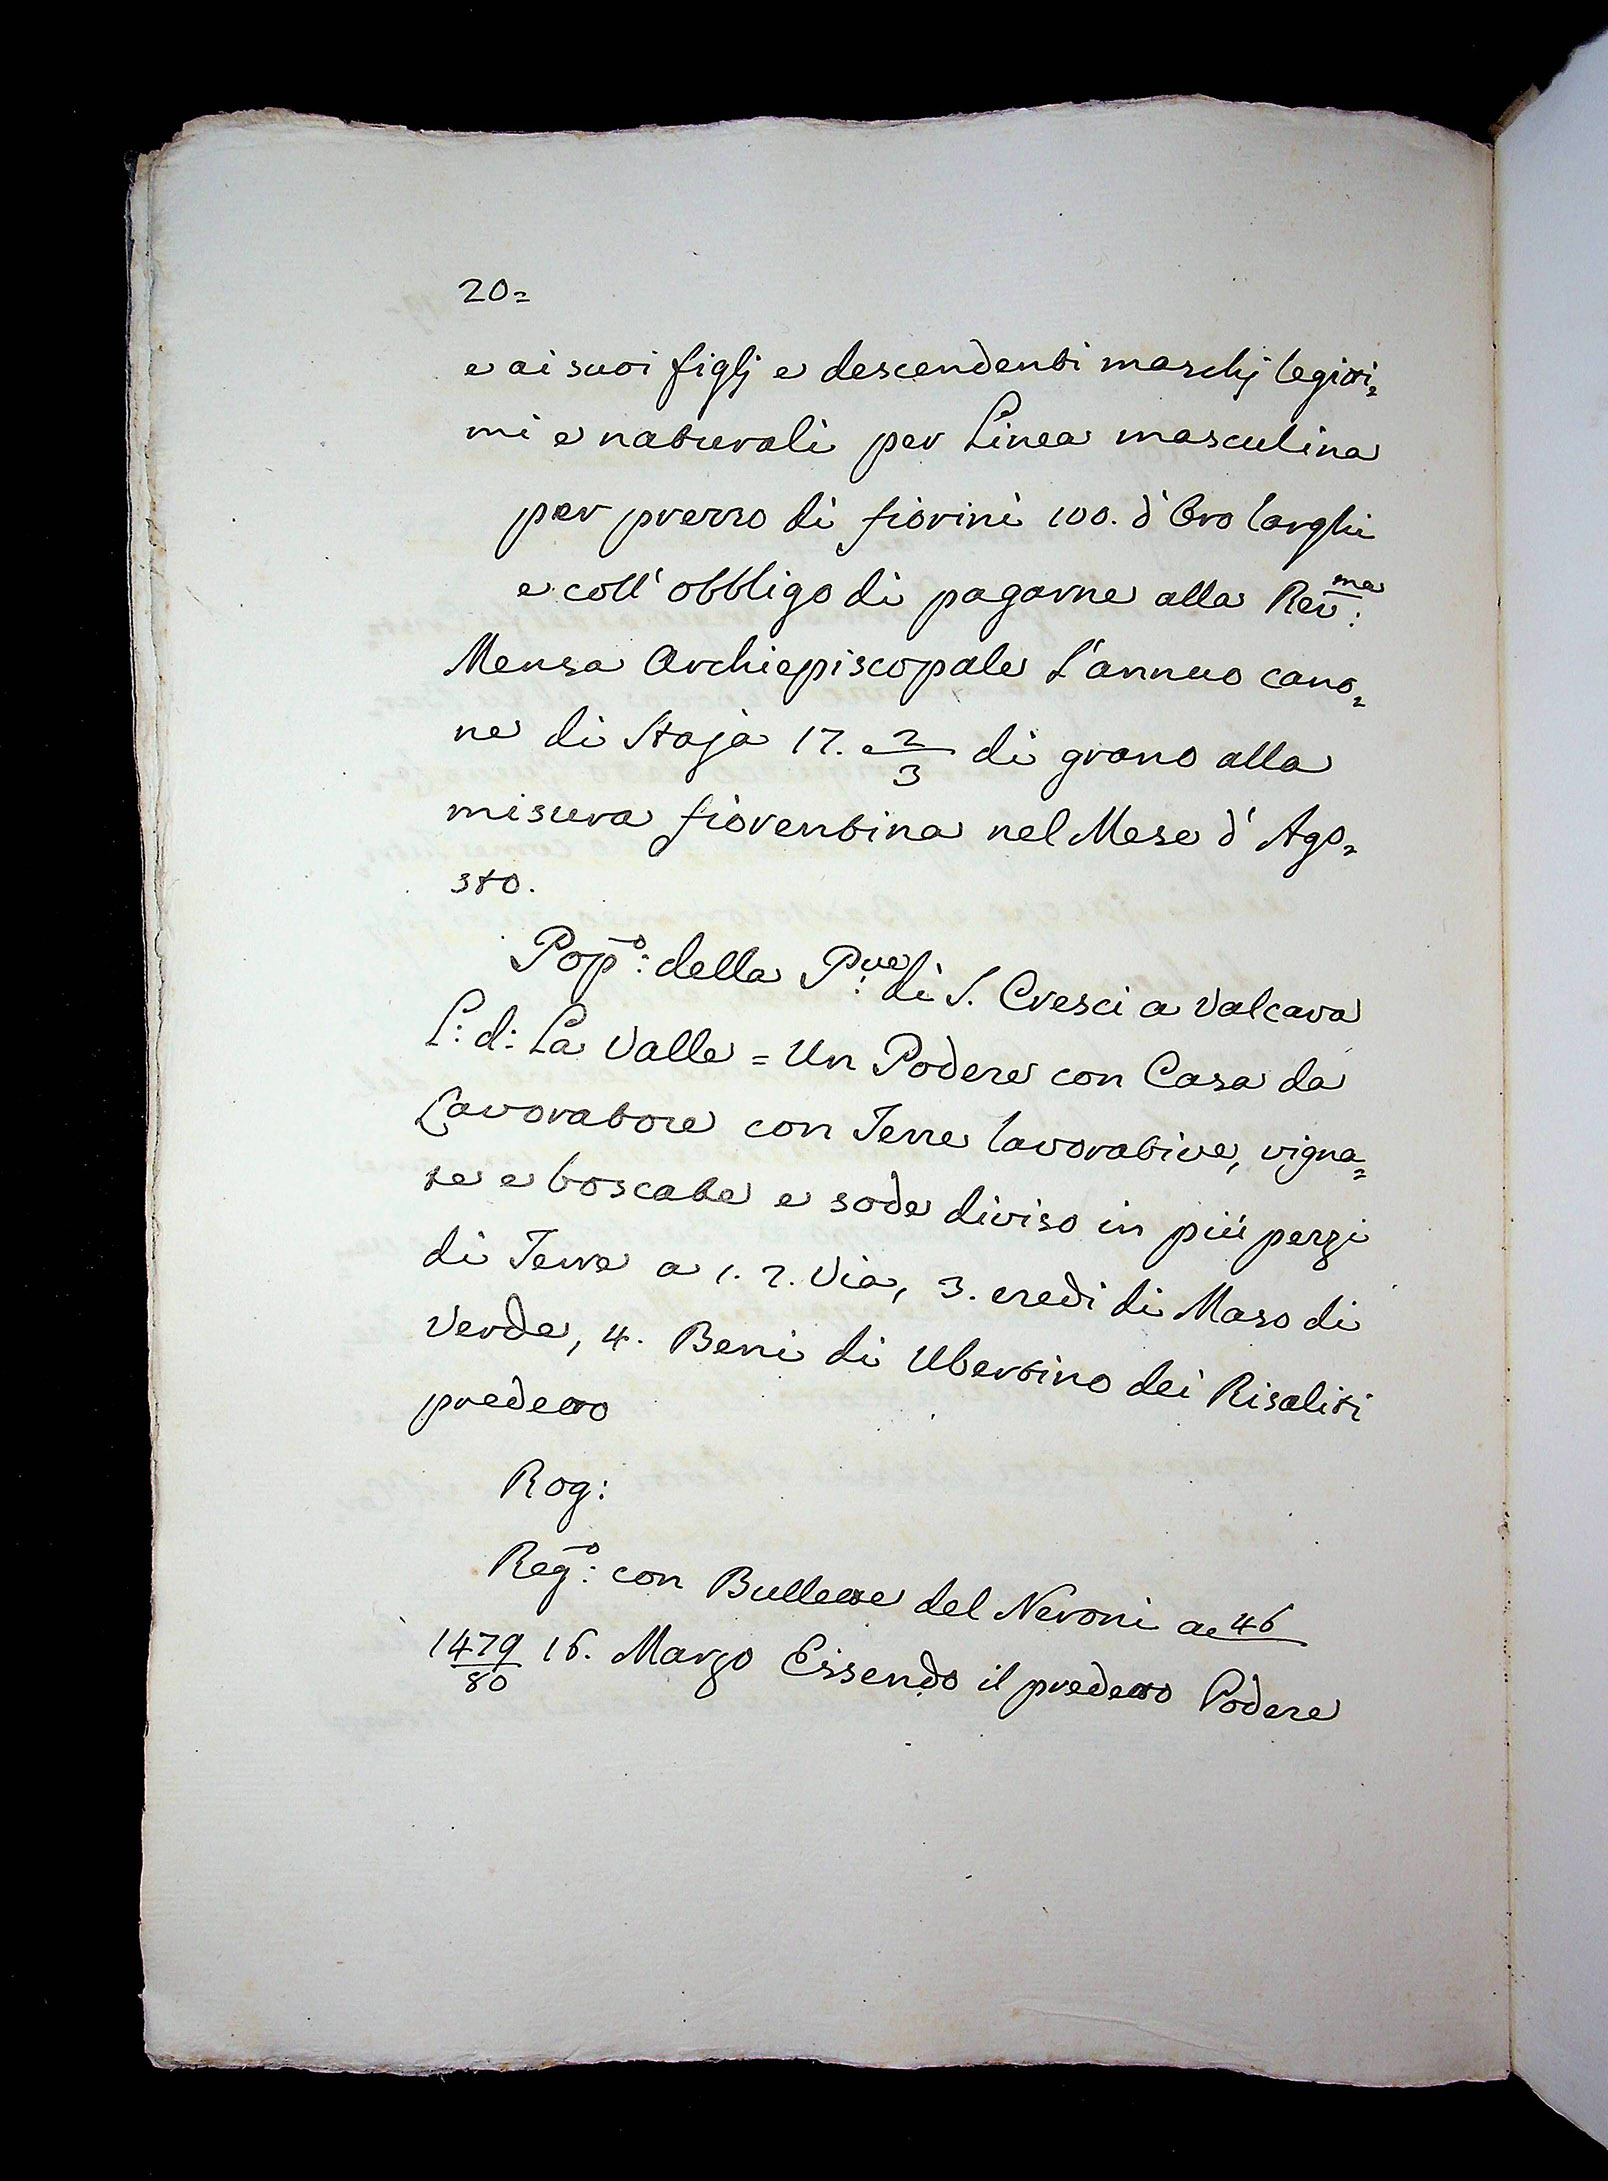 20=
e ai suoi figlj e descendenti maschj legitti=
mi e naturali per Linea masculina
per prezzo di fiorini 100. d'Oro larghi
e coll'obbligo di pagarne alla Rev:ma
Mensa Archiepiscopale l'annuo cano=
ne di Staja 17. e 2/3 di grano alla
misura fiorentina nel Mese d'Ago=
sto.
Pop:o della P:ve di S. Cresci a Valcava
L: d: La Valle = Un Podere con Casa da
Lavoratore con Terre lavorative, vigna=
te e boscate e sode diviso in più pezzi
di Terre a 1. 2. Via, 3. eredi di Maso di
Verde, 4. Beni di Ubertino dei Risaliti
predetto
Rog:
Reg:o con Bullette del Neroni a c 46
1479/80 16. Marzo Essendo il predetto Podere